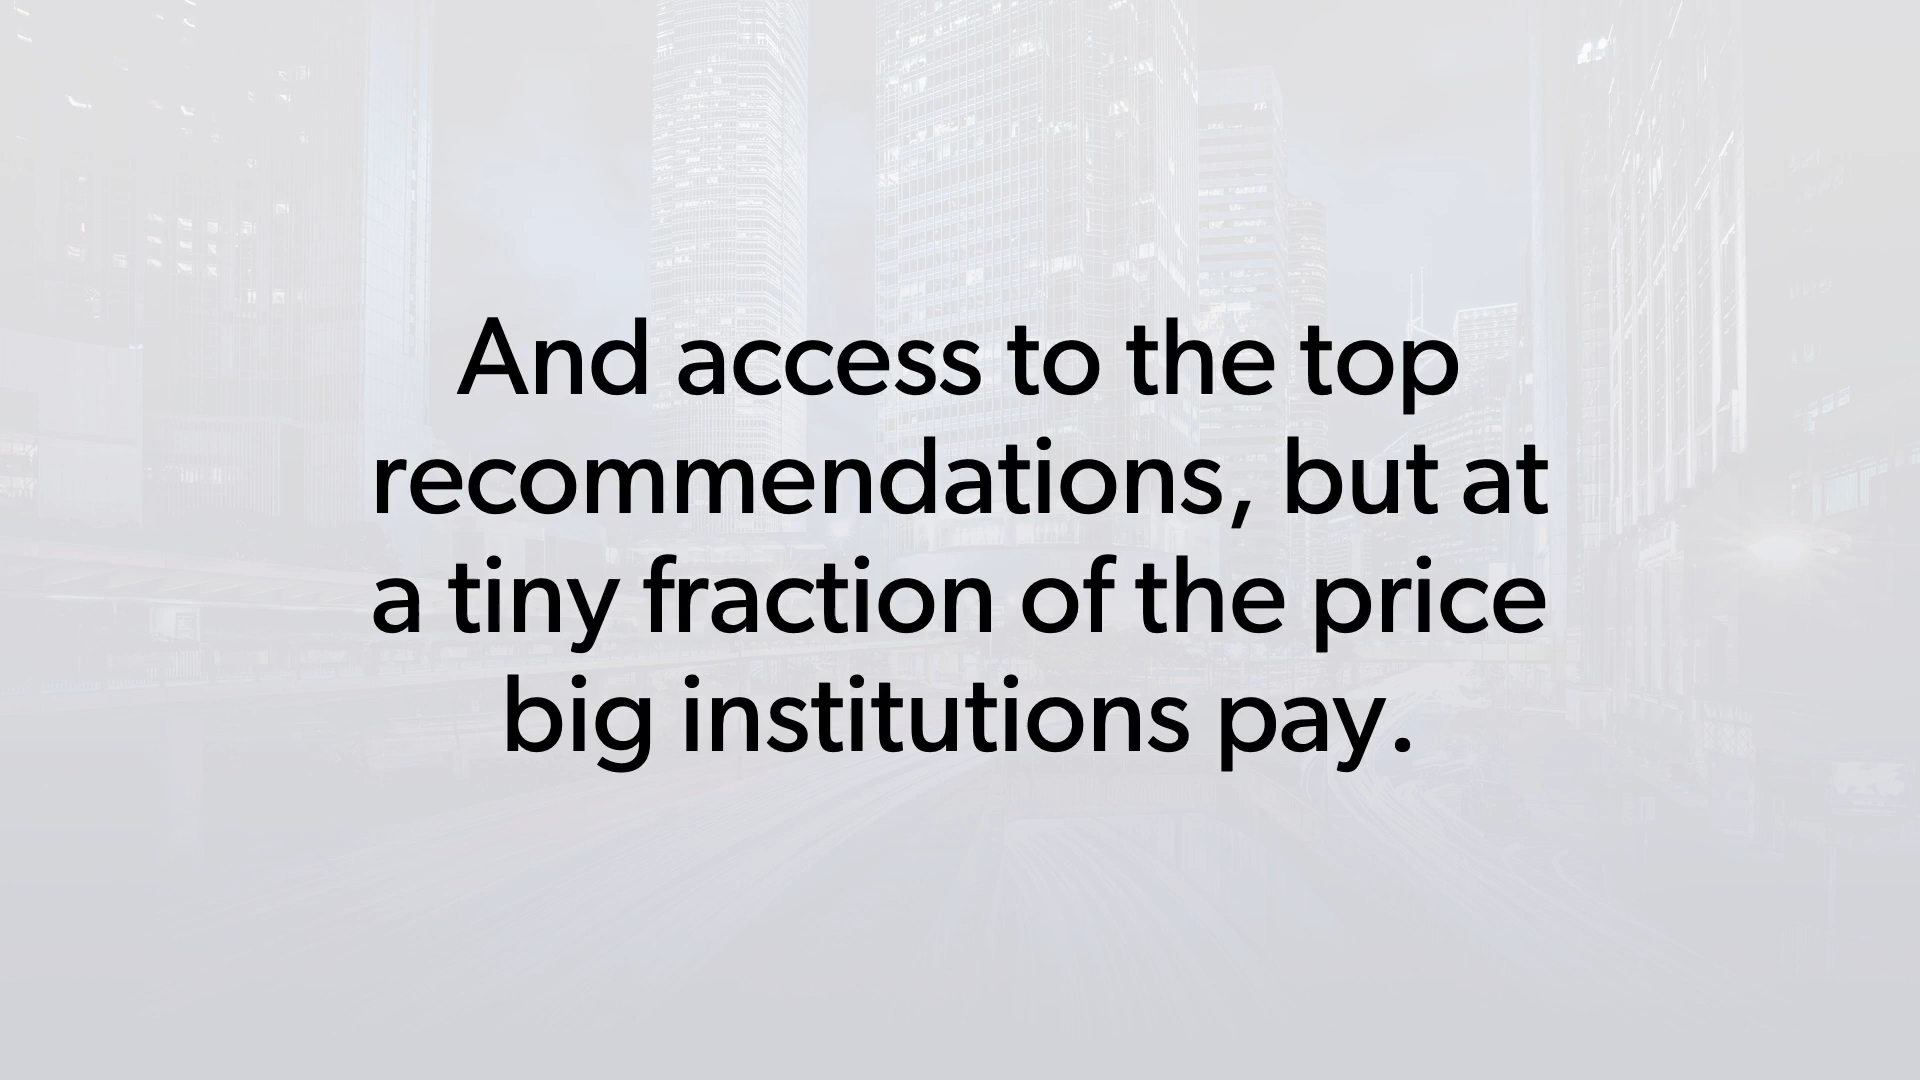 And access to the top
recommendations, but at
a tiny fraction of the price
big institutions pay.